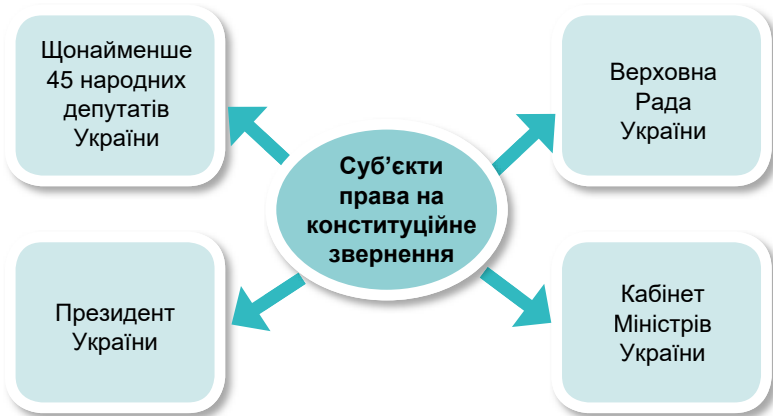 Щонайменше
45 народних
депутатів
України
Верховна
Рада
України
Суб’єкти
права на
конституційне
звернення
Президент
України
Кабінет
Міністрів
України